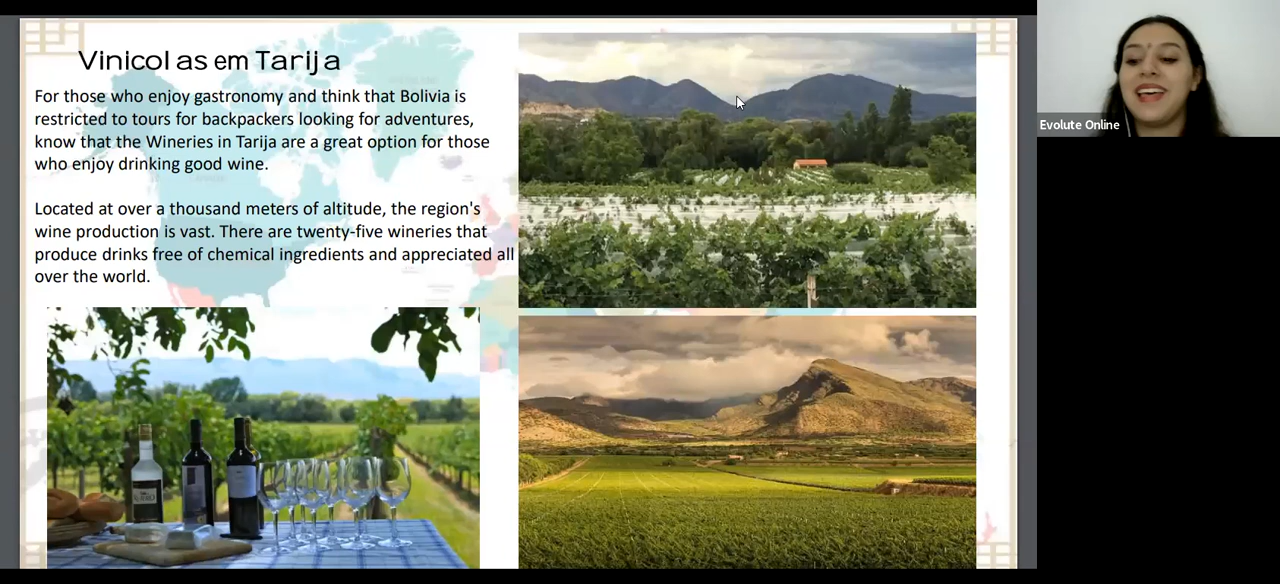 Vinicolas em Tarija
For those who enjoy gastronomy and think that Bolivia is
restricted to tours for backpackers looking for adventures,
know that the Wineries in Tarija are a great option for those
who enjoy drinking good wine.
Located at over a thousand meters of altitude, the region's
wine production is vast. There are twenty-five wineries that
produce drinks free of chemical ingredients and appreciated all
over the world.
Evolute Online